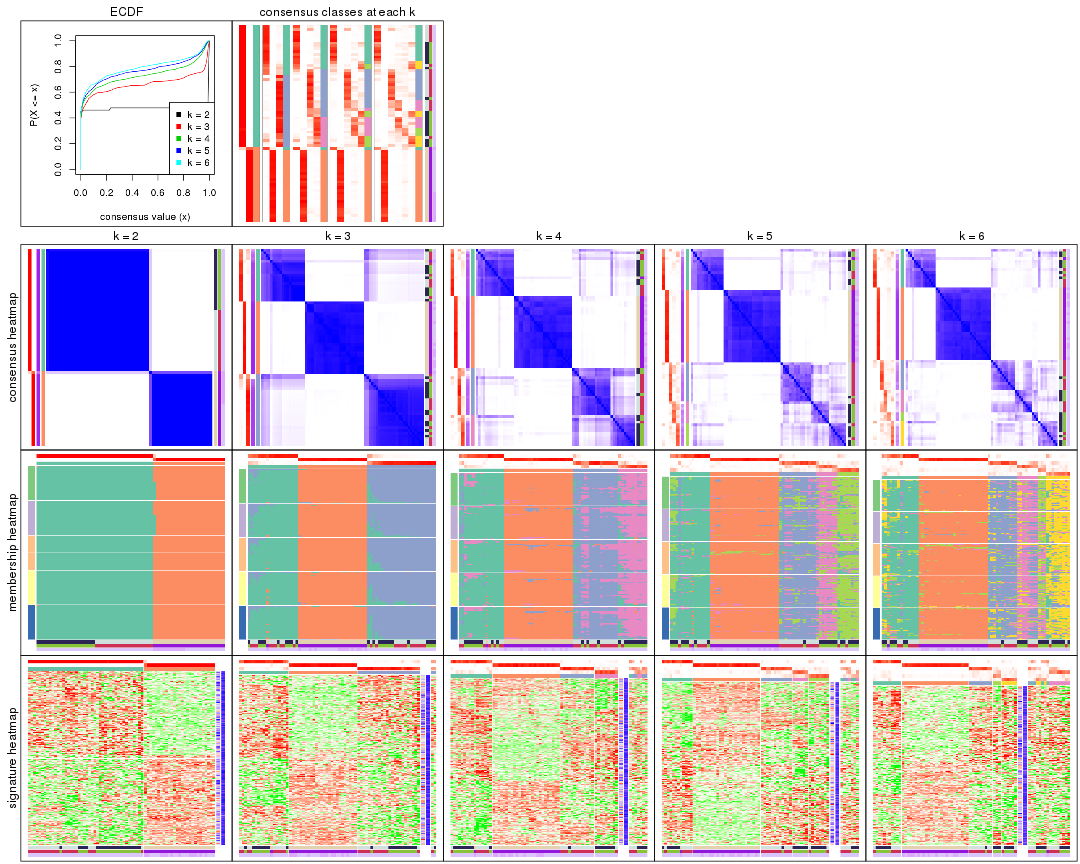 ECDF
consensus classes at each k
P(X <= x)
0.0 0.2 0.4 0.6 0.8 1.0
k = 2
k = 3
k = 4
k = 5
k = 6
0.0 0.2 0.4 0.6 0.8 1.0
consensus value (x)
k = 2
k = 3
k = 4
k = 5
k = 6
consensus heatmap
membership heatmap
signature heatmap